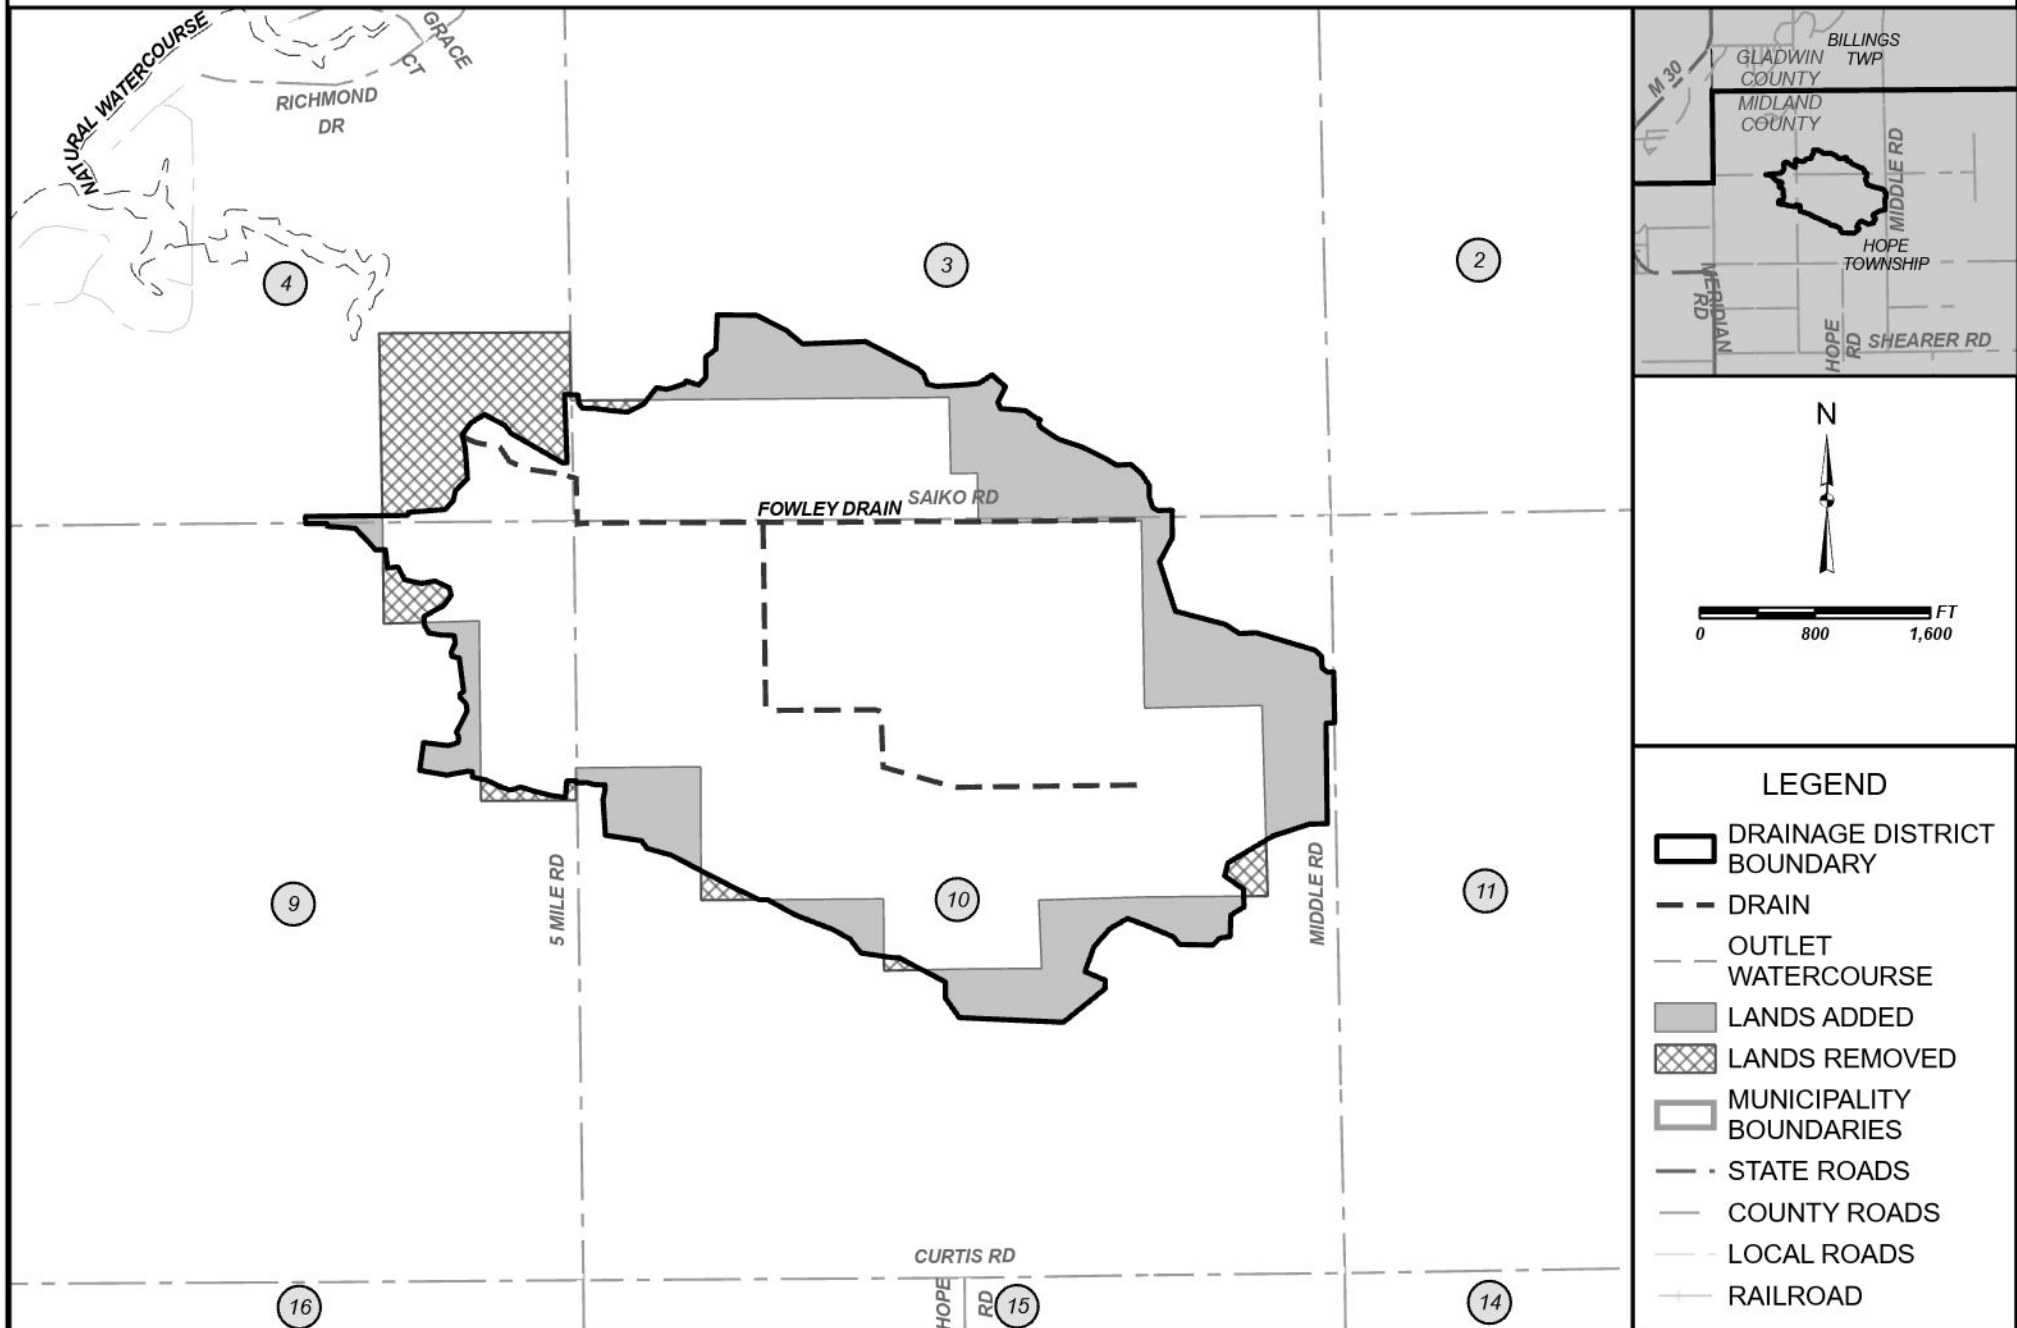 NATURAL WATERCOURSE
GRACE
CT
RICHMOND
DR
4
3
2
FOWLEY DRAIN
SAIKO RD
9
5 MILE RD
10
MIDDLE RD
11
CURTIS RD
16
HOPE
RD
15
14
BILLINGS
TWP
M 30
GLADWIN
COUNTY
MIDLAND
COUNTY
MIDDLE RD
HOPE
TOWNSHIP
MERIDIAN
RD
HOPE
RD
SHEARER RD
N
FT
0 800 1,600
LEGEND
DRAINAGE DISTRICT
BOUNDARY
DRAIN
OUTLET
WATERCOURSE
LANDS ADDED
LANDS REMOVED
MUNICIPALITY
BOUNDARIES
STATE ROADS
COUNTY ROADS
LOCAL ROADS
RAILROAD